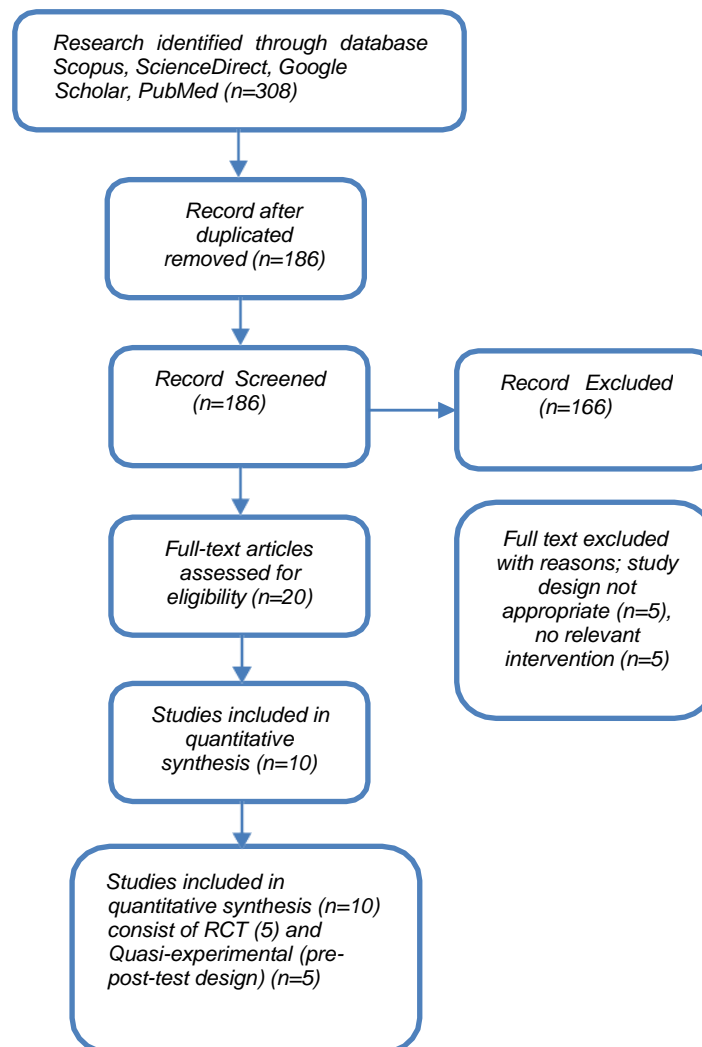 Research identified through database
Scopus, ScienceDirect, Google
Scholar, PubMed (n=308)
Record after
duplicated
removed (n=186)
Record Screened
(n=186)
Record Excluded
(n=166)
Full-text articles
assessed for
eligibility (n=20)
Full text excluded
with reasons; study
design not
appropriate (n=5),
no relevant
intervention (n=5)
Studies included in
quantitative
synthesis (n=10)
Studies included in
quantitative synthesis (n=10)
consist of RCT (5) and
Quasi-experimental (pre-
post-test design) (n=5)